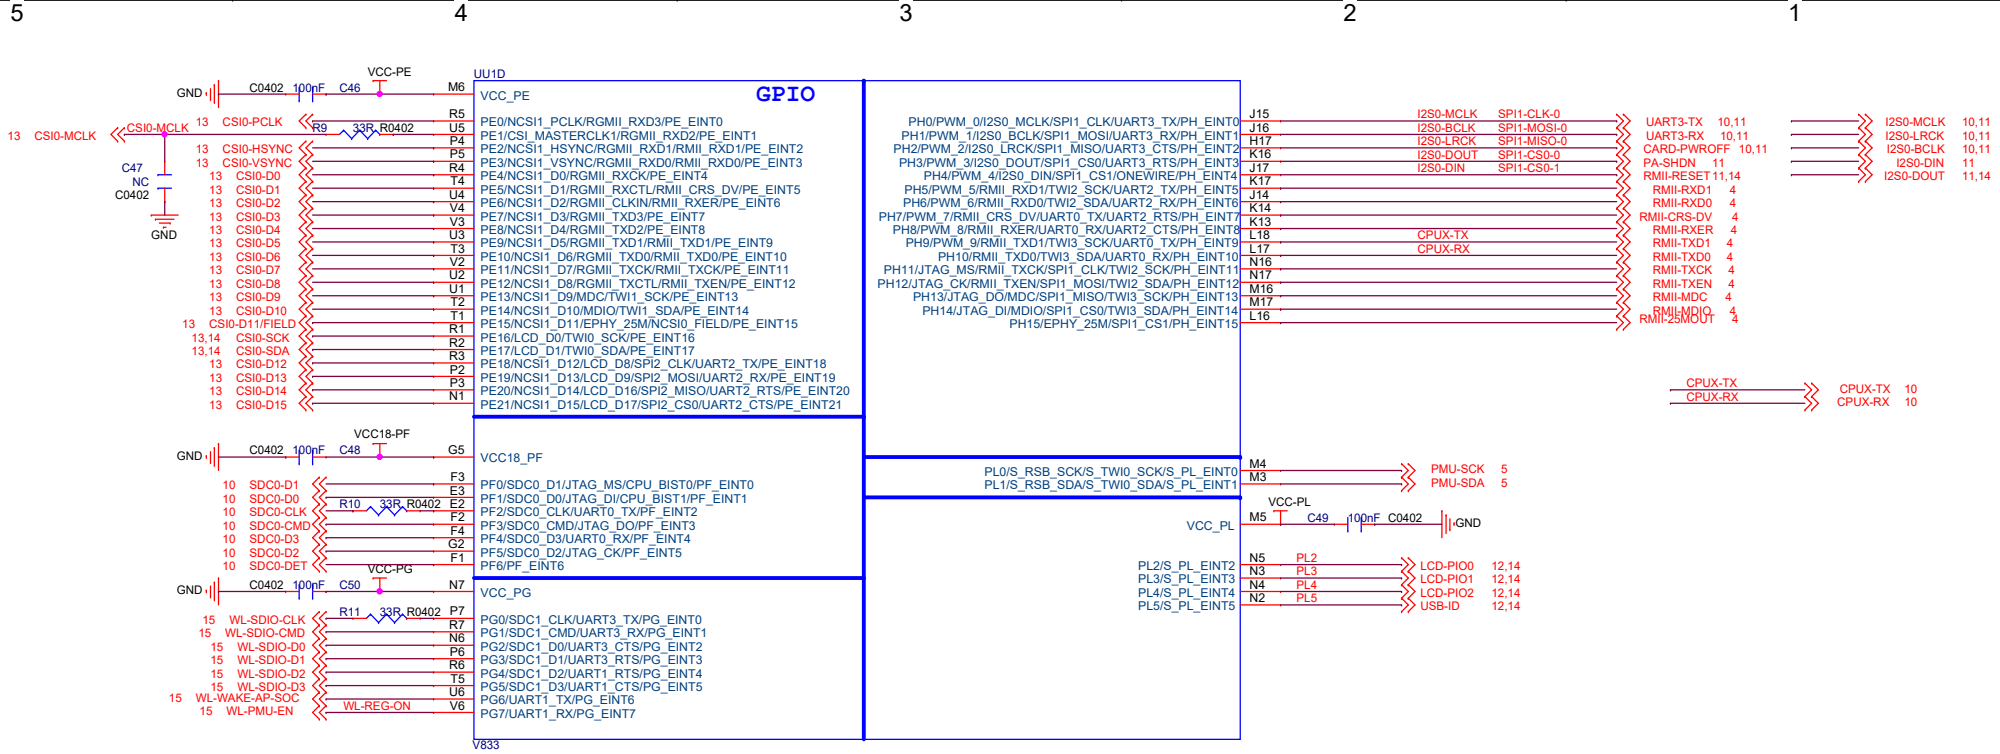 5 4 3 2 1
UU1D
GPIO
GND C0402 100nF C46 VCC-PE M6 VCC_PE
13 CSI0-PCLK R5 PE0/NCSI1_PCLK/RGMII_RXD3/PE_EINT0
13 CSI0-MCLK CSI0-MCLK R9 33R R0402 U5 PE1/CSI_MASTERCLK1/RGMII_RXD2/PE_EINT1
13 CSI0-HSYNC P4 PE2/NCSI1_HSYNC/RGMII_RXD1/RMII_RXD1/PE_EINT2
13 CSI0-VSYNC P5 PE3/NCSI1_VSYNC/RGMII_RXD0/RMII_RXD0/PE_EINT3
C47
NC
C0402
GND
13 CSI0-D0 R4 PE4/NCSI1_D0/RGMII_RXCK/PE_EINT4
13 CSI0-D1 T4 PE5/NCSI1_D1/RGMII_RXCTL/RMII_CRS_DV/PE_EINT5
13 CSI0-D2 U4 PE6/NCSI1_D2/RGMII_CLKIN/RMII_RXER/PE_EINT6
13 CSI0-D3 V4 PE7/NCSI1_D3/RGMII_TXD3/PE_EINT7
13 CSI0-D4 V3 PE8/NCSI1_D4/RGMII_TXD2/PE_EINT8
13 CSI0-D5 U3 PE9/NCSI1_D5/RGMII_TXD1/RMII_TXD1/PE_EINT9
13 CSI0-D6 T3 PE10/NCSI1_D6/RGMII_TXD0/RMII_TXD0/PE_EINT10
13 CSI0-D7 V2 PE11/NCSI1_D7/RGMII_TXCK/RMII_TXCK/PE_EINT11
13 CSI0-D8 U2 PE12/NCSI1_D8/RGMII_TXCTL/RMII_TXEN/PE_EINT12
13 CSI0-D9 U1 PE13/NCSI1_D9/MDC/TWI1_SCK/PE_EINT13
13 CSI0-D10 T2 PE14/NCSI1_D10/MDIO/TWI1_SDA/PE_EINT14
13 CSI0-D11/FIELD T1 PE15/NCSI1_D11/EPHY_25M/NCSI0_FIELD/PE_EINT15
13,14 CSI0-SCK R1 PE16/LCD_D0/TWI0_SCK/PE_EINT16
13,14 CSI0-SDA R2 PE17/LCD_D1/TWI0_SDA/PE_EINT17
13 CSI0-D12 R3 PE18/NCSI1_D12/LCD_D8/SPI2_CLK/UART2_TX/PE_EINT18
13 CSI0-D13 P2 PE19/NCSI1_D13/LCD_D9/SPI2_MOSI/UART2_RX/PE_EINT19
13 CSI0-D14 P3 PE20/NCSI1_D14/LCD_D16/SPI2_MISO/UART2_RTS/PE_EINT20
13 CSI0-D15 N1 PE21/NCSI1_D15/LCD_D17/SPI2_CS0/UART2_CTS/PE_EINT21
GND C0402 100nF C48 VCC18-PF G5 VCC18_PF
10 SDC0-D1 F3 PF0/SDC0_D1/JTAG_MS/CPU_BIST0/PF_EINT0
10 SDC0-D0 E3 PF1/SDC0_D0/JTAG_DI/CPU_BIST1/PF_EINT1
10 SDC0-CLK R10 33R R0402 E2 PF2/SDC0_CLK/UART0_TX/PF_EINT2
10 SDC0-CMD F2 PF3/SDC0_CMD/JTAG_DO/PF_EINT3
10 SDC0-D3 F4 PF4/SDC0_D3/UART0_RX/PF_EINT4
10 SDC0-D2 G2 PF5/SDC0_D2/JTAG_CK/PF_EINT5
10 SDC0-DET F1 PF6/PF_EINT6
GND C0402 100nF C50 VCC-PG N7 VCC_PG
15 WL-SDIO-CLK R11 33R R0402 P7 PG0/SDC1_CLK/UART3_TX/PG_EINT0
15 WL-SDIO-CMD R7 PG1/SDC1_CMD/UART3_RX/PG_EINT1
15 WL-SDIO-D0 N6 PG2/SDC1_D0/UART3_CTS/PG_EINT2
15 WL-SDIO-D1 P6 PG3/SDC1_D1/UART3_RTS/PG_EINT3
15 WL-SDIO-D2 R6 PG4/SDC1_D2/UART1_RTS/PG_EINT4
15 WL-SDIO-D3 T5 PG5/SDC1_D3/UART1_CTS/PG_EINT5
15 WL-WAKE-AP-SOC U6 PG6/UART1_TX/PG_EINT6
15 WL-PMU-EN WL-REG-ON V6 PG7/UART1_RX/PG_EINT7
V833
PH0/PWM_0/I2S0_MCLK/SPI1_CLK/UART3_TX/PH_EINT0 J15 I2S0-MCLK SPI1-CLK-0 UART3-TX 10,11
PH1/PWM_1/I2S0_BCLK/SPI1_MOSI/UART3_RX/PH_EINT1 J16 I2S0-BCLK SPI1-MOSI-0 UART3-RX 10,11
PH2/PWM_2/I2S0_LRCK/SPI1_MISO/UART3_CTS/PH_EINT2 H17 I2S0-LRCK SPI1-MISO-0 CARD-PWROFF 10,11
PH3/PWM_3/I2S0_DOUT/SPI1_CS0/UART3_RTS/PH_EINT3 K16 I2S0-DOUT SPI1-CS0-0 PA-SHDN 11
PH4/PWM_4/I2S0_DIN/SPI1_CS1/ONEWIRE/PH_EINT4 J17 I2S0-DIN SPI1-CS0-1 RMII-RESET 11,14
PH5/PWM_5/RMII_RXD1/TWI2_SCK/UART2_TX/PH_EINT5 K17 RMII-RXD1 4
PH6/PWM_6/RMII_RXD0/TWI2_SDA/UART2_RX/PH_EINT6 J14 RMII-RXD0 4
PH7/PWM_7/RMII_CRS_DV/UART0_TX/UART2_RTS/PH_EINT7 K14 RMII-CRS-DV 4
PH8/PWM_8/RMII_RXER/UART0_RX/UART2_CTS/PH_EINT8 K13 RMII-RXER 4
PH9/PWM_9/RMII_TXD1/TWI3_SCK/UART0_TX/PH_EINT9 L18 CPUX-TX RMII-TXD1 4
PH10/RMII_TXD0/TWI3_SDA/UART0_RX/PH_EINT10 L17 CPUX-RX RMII-TXD0 4
PH11/JTAG_MS/RMII_TXCK/SPI1_CLK/TWI2_SCK/PH_EINT11 N16 RMII-TXCK 4
PH12/JTAG_CK/RMII_TXEN/SPI1_MOSI/TWI2_SDA/PH_EINT12 N17 RMII-TXEN 4
PH13/JTAG_DO/MDC/SPI1_MISO/TWI3_SCK/PH_EINT13 M16 RMII-MDC 4
PH14/JTAG_DI/MDIO/SPI1_CS0/TWI3_SDA/PH_EINT14 M17 RMII-MDIO 4
PH15/EPHY_25M/SPI1_CS1/PH_EINT15 L16 RMII-25MOUT 4
I2S0-MCLK 10,11
I2S0-LRCK 10,11
I2S0-BCLK 10,11
I2S0-DIN 11
I2S0-DOUT 11,14
CPUX-TX CPUX-TX 10
CPUX-RX CPUX-RX 10
PL0/S_RSB_SCK/S_TWI0_SCK/S_PL_EINT0 M4 PMU-SCK 5
PL1/S_RSB_SDA/S_TWI0_SDA/S_PL_EINT1 M3 PMU-SDA 5
VCC_PL M5 VCC-PL C49 100nF C0402 GND
PL2/S_PL_EINT2 N5 PL2 LCD-PIO0 12,14
PL3/S_PL_EINT3 N3 PL3 LCD-PIO1 12,14
PL4/S_PL_EINT4 N4 PL4 LCD-PIO2 12,14
PL5/S_PL_EINT5 N2 PL5 USB-ID 12,14